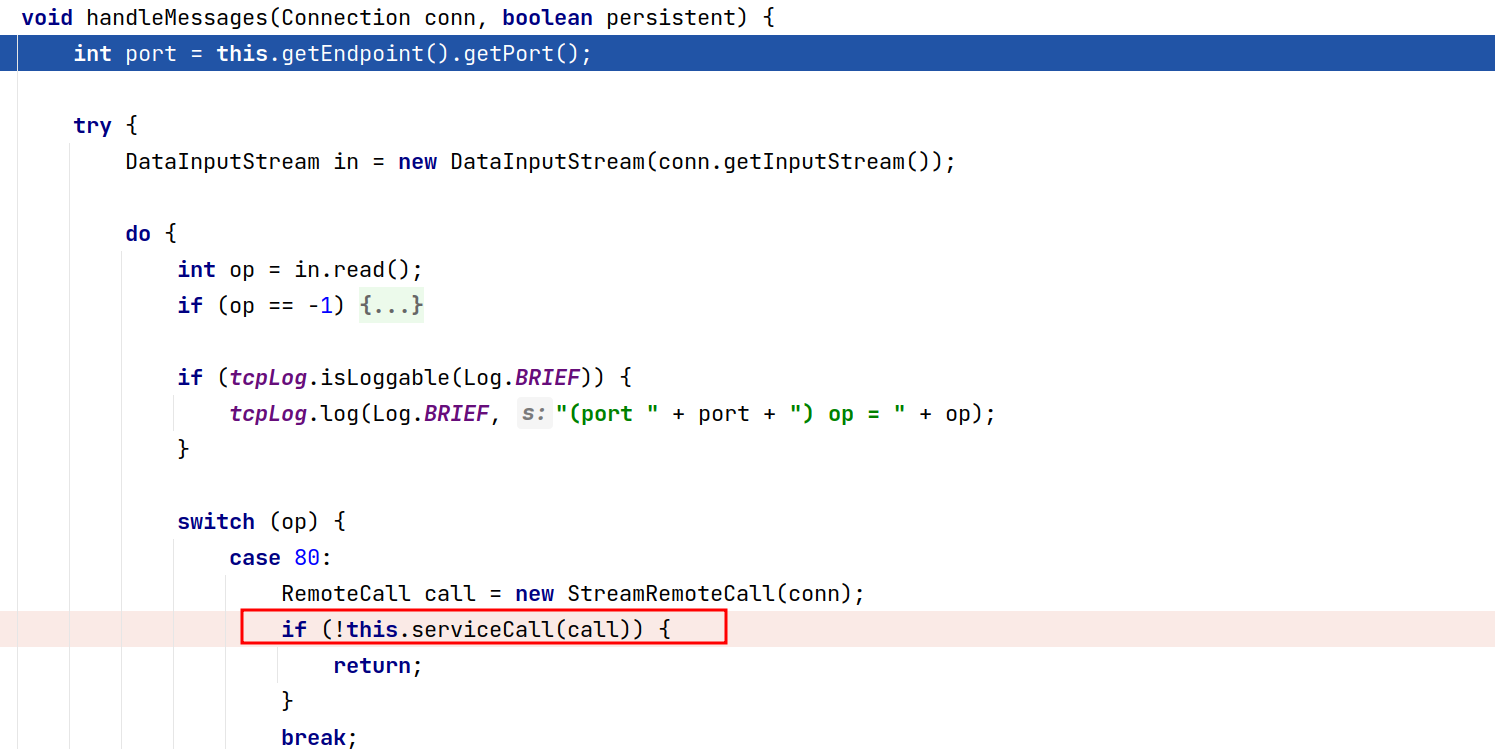 void handleMessages(Connection conn, boolean persistent) {
int port = this.getEndpoint().getPort();
try {
DataInputStream in = new DataInputStream(conn.getInputStream());
do {
int op = in.read();
if (op == -1) {...}
if (tcpLog.isLoggable(Log.BRIEF)) {
tcpLog.log(Log.BRIEF, s: "(port " + port + ") op = " + op);
}
switch (op) {
case 80:
RemoteCall call = new StreamRemoteCall(conn);
if (!this.serviceCall(call)) {
return;
}
break;